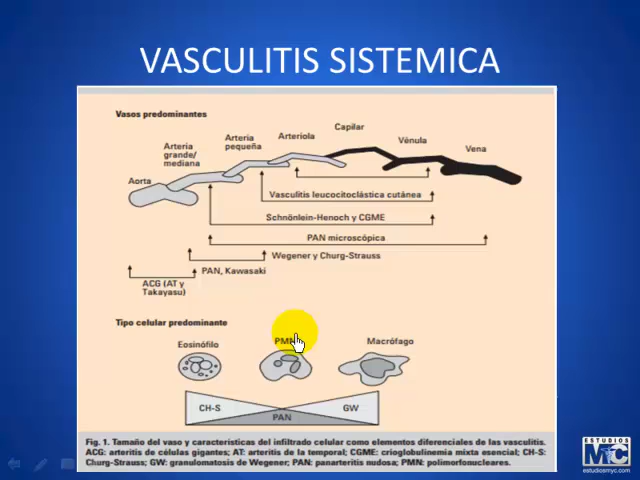 VASCULITIS SISTEMICA
Vasos predominantes
Aorta
Arteria
grande/
mediana
Arteria
pequeña
Arteriola
Capilar
Vénula
Vena
Vasculitis leucocitoclástica cutánea
Schnönlein-Henoch y CGME
PAN microscópica
Wegener y Churg-Strauss
PAN, Kawasaki
ACG (AT y
Takayasu)
Tipo celular predominante
Eosinófilo
PMN
Macrófago
CH-S
PAN
GW
Fig. 1. Tamaño del vaso y características del infiltrado celular como elementos diferenciales de las vasculitis.
ACG: arteritis de células gigantes; AT: arteritis de la temporal; CGME: crioglobulinemia mixta esencial; CH-S:
Churg-Strauss; GW: granulomatosis de Wegener; PAN: panarteritis nudosa; PMN: polimorfonucleares.
ESTUDIOS
MYC
estudiosmyc.com